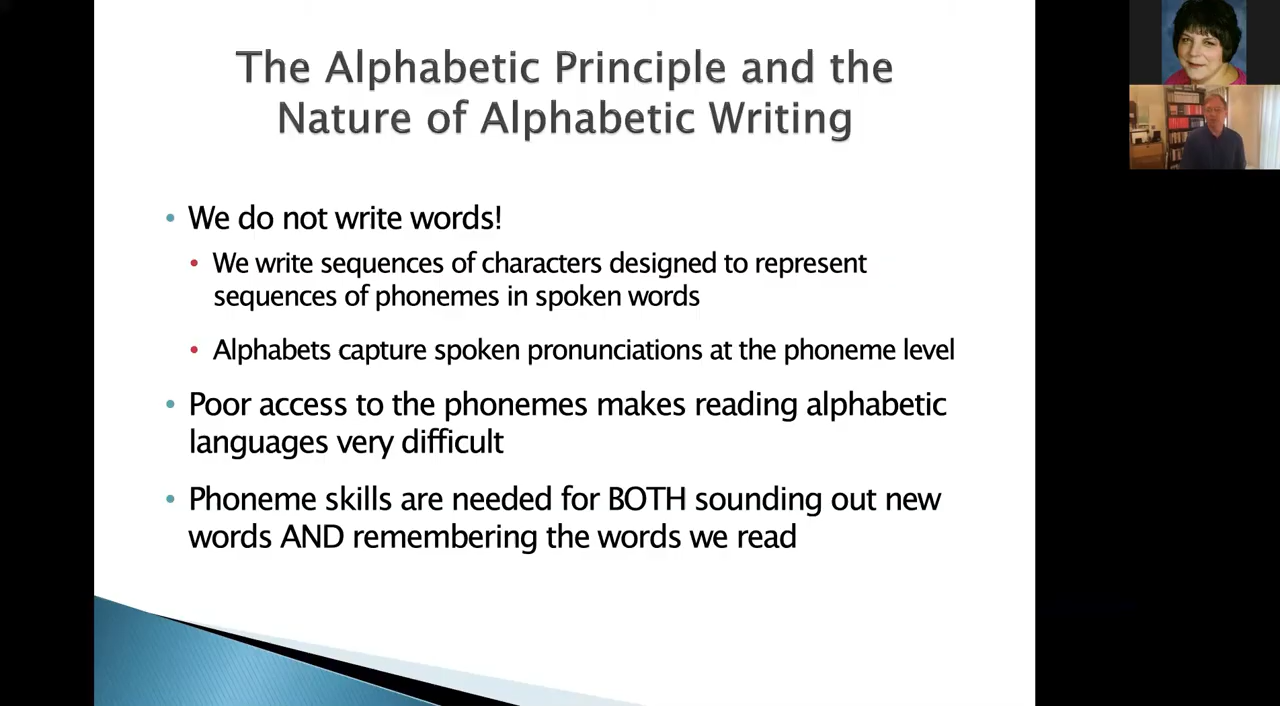 The Alphabetic Principle and the
Nature of Alphabetic Writing
• We do not write words!
• We write sequences of characters designed to represent
sequences of phonemes in spoken words
• Alphabets capture spoken pronunciations at the phoneme level
• Poor access to the phonemes makes reading alphabetic
languages very difficult
• Phoneme skills are needed for BOTH sounding out new
words AND remembering the words we read